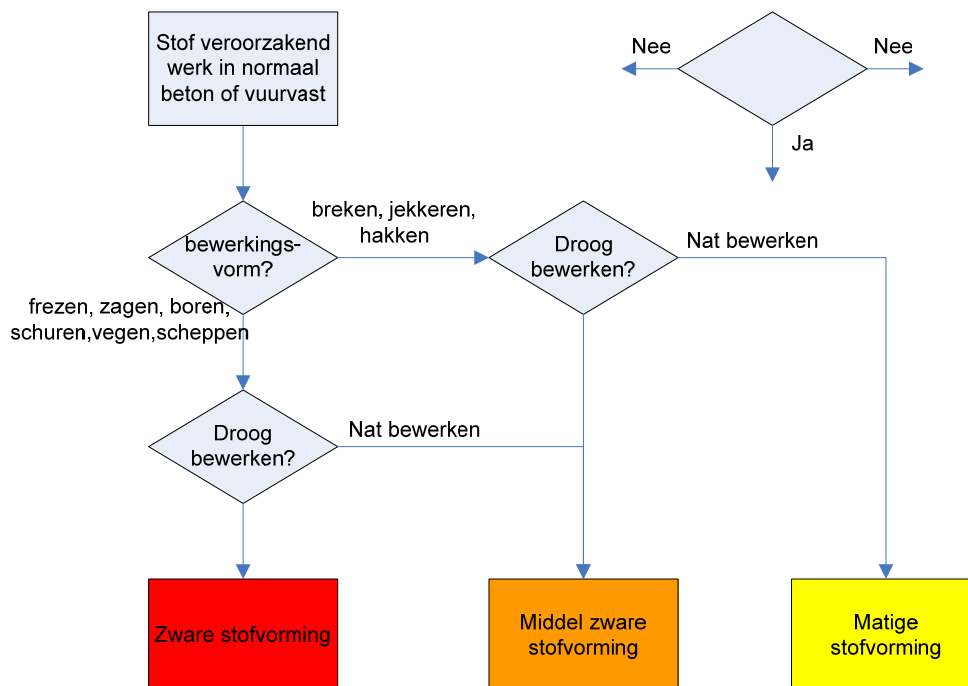 Stof veroorzakend
werk in normaal
beton of vuurvast
Nee
Nee
Ja
bewerkings-
vorm?
breken, jekkeren,
hakken
Droog
bewerken?
Nat bewerken
frezen, zagen, boren,
schuren,vegen,scheppen
Droog
bewerken?
Nat bewerken
Zware stofvorming
Middel zware
stofvorming
Matige
stofvorming